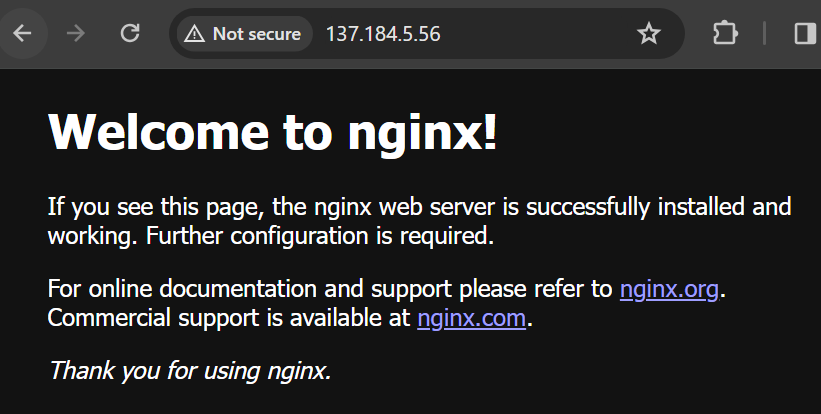 Not secure 137.184.5.56
Welcome to nginx!
If you see this page, the nginx web server is successfully installed and
working. Further configuration is required.
For online documentation and support please refer to nginx.org.
Commercial support is available at nginx.com.
Thank you for using nginx.